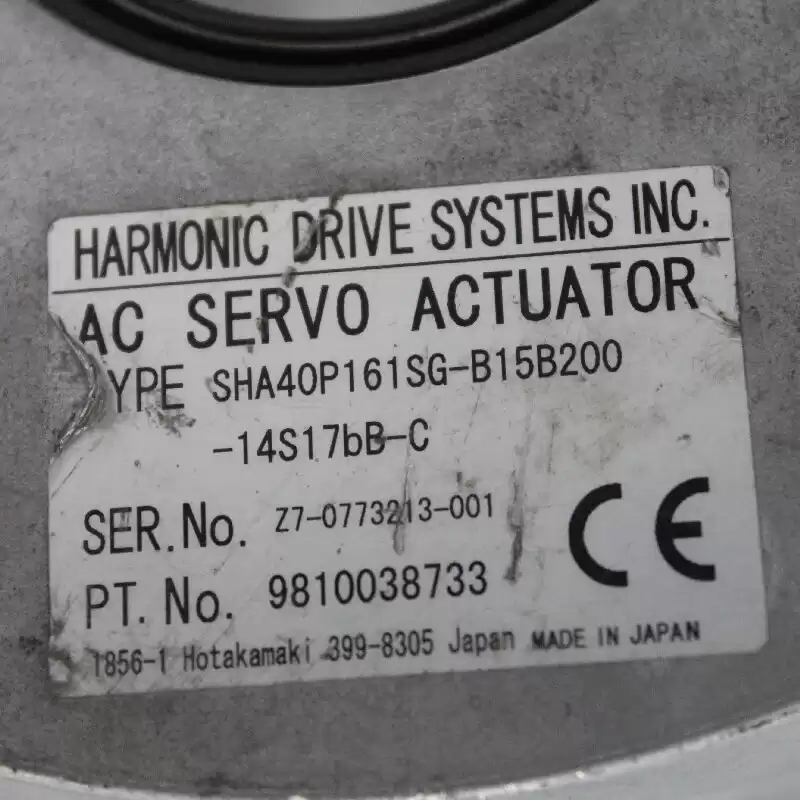 HARMONIC DRIVE SYSTEMS INC.
AC SERVO ACTUATOR
YPE SHA40P161SG-B15B200
-14S17bB-C
SER.No. Z7-0773213-001
CE
PT. No. 9810038733
1856-1 Hotakamaki 399-8305 Japan MADE IN JAPAN